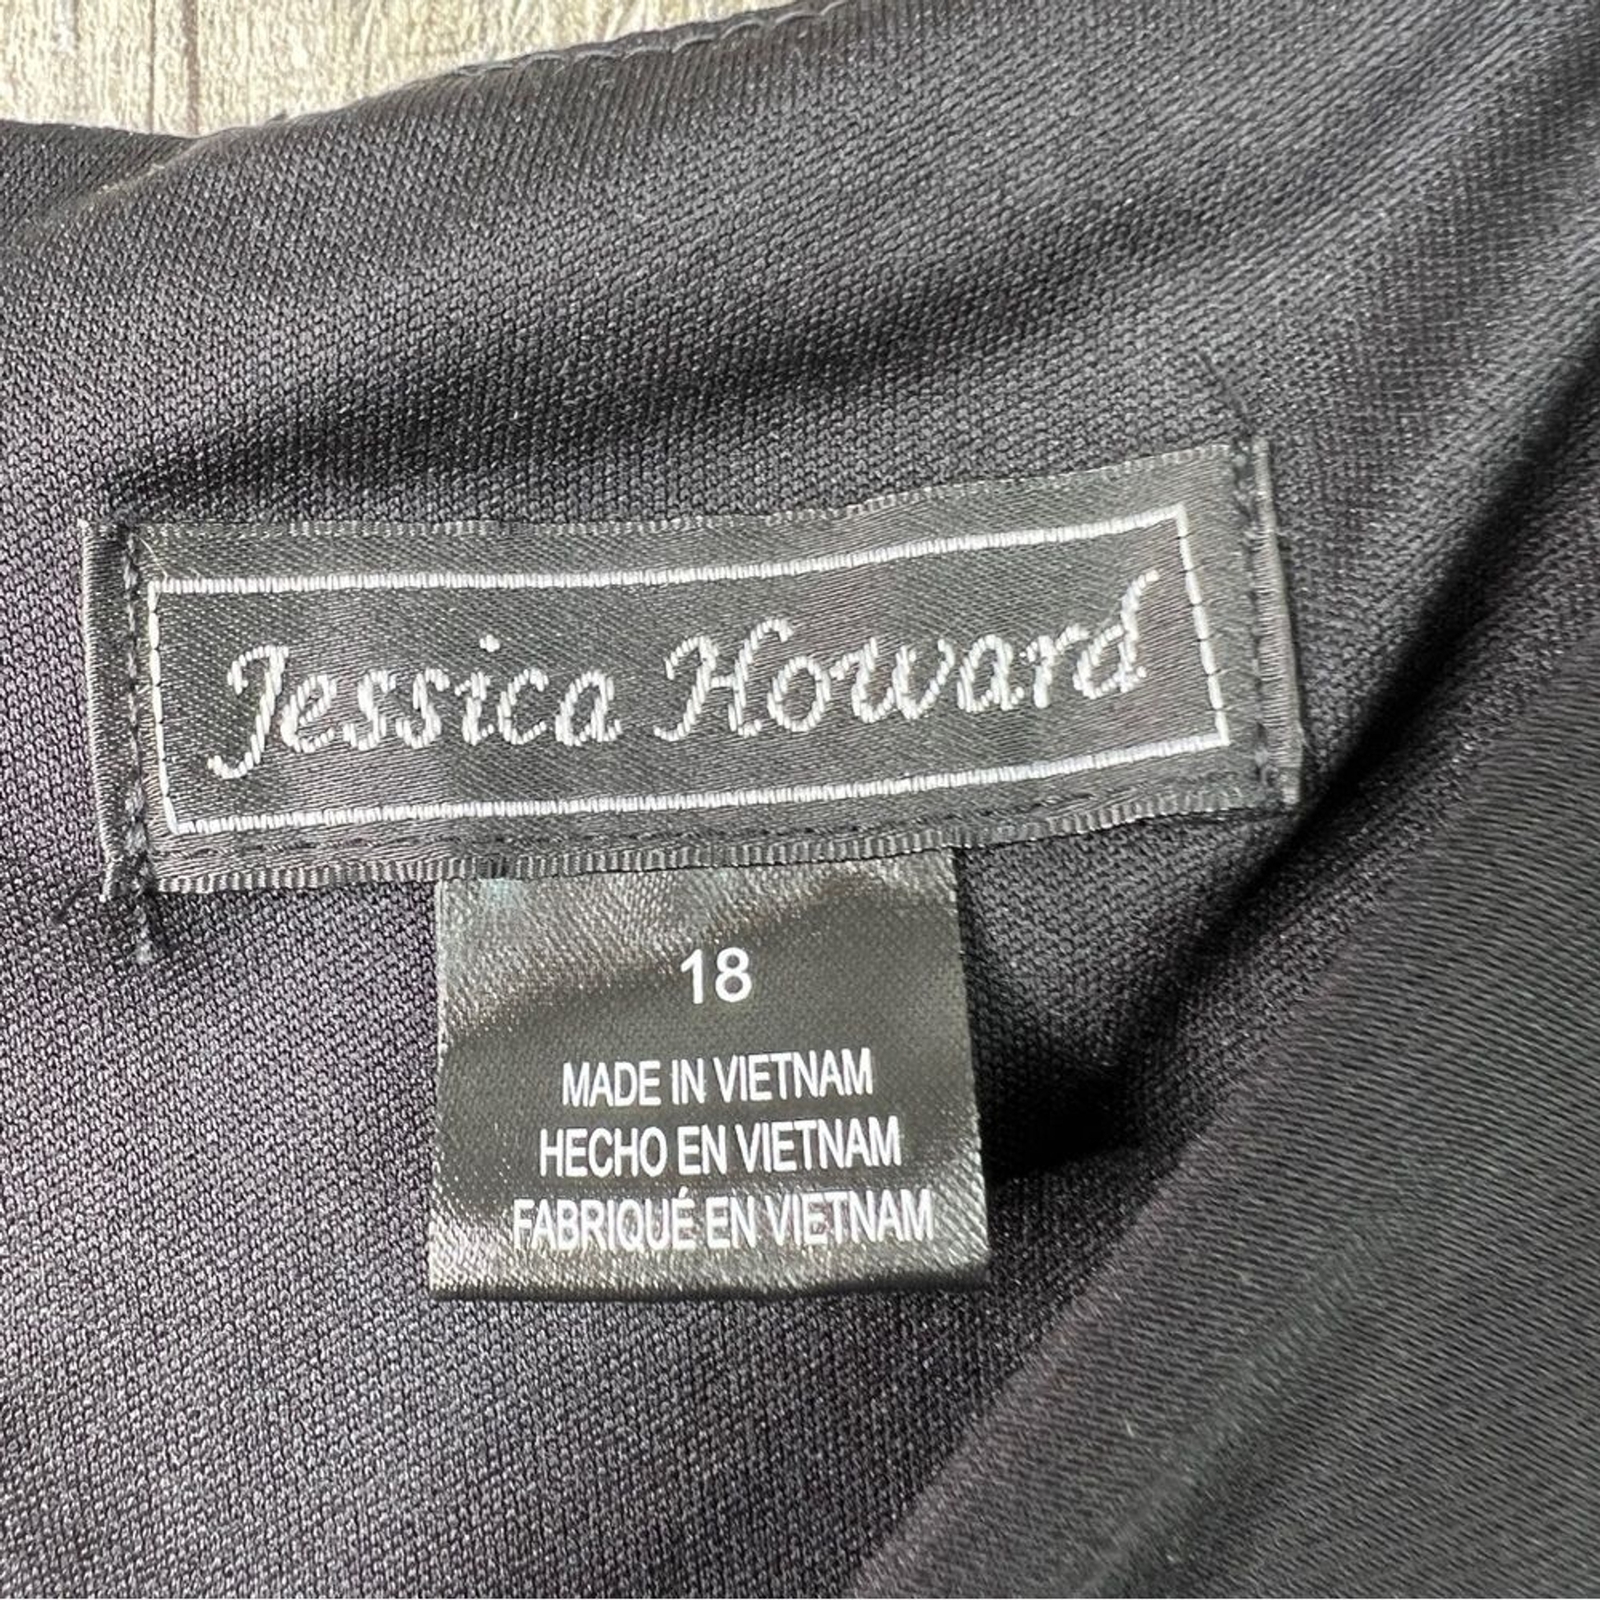 Jessica Howard
18
MADE IN VIETNAM
HECHO EN VIETNAM
FABRIQUÉ EN VIETNAM